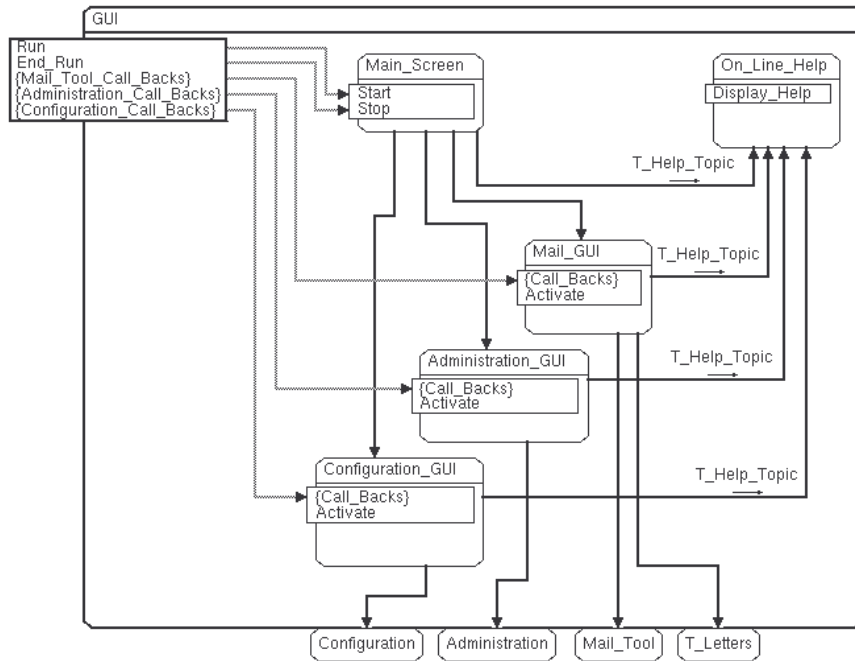 GUI
Run
End_Run
{Mail_Tool_Call_Backs}
{Administration_Call_Backs}
{Configuration_Call_Backs}
Main_Screen
Start
Stop
On_Line_Help
Display_Help
T_Help_Topic
Mail_GUI
{Call_Backs}
Activate
T_Help_Topic
Administration_GUI
{Call_Backs}
Activate
T_Help_Topic
Configuration_GUI
{Call_Backs}
Activate
T_Help_Topic
Configuration
Administration
Mail_Tool
T_Letters